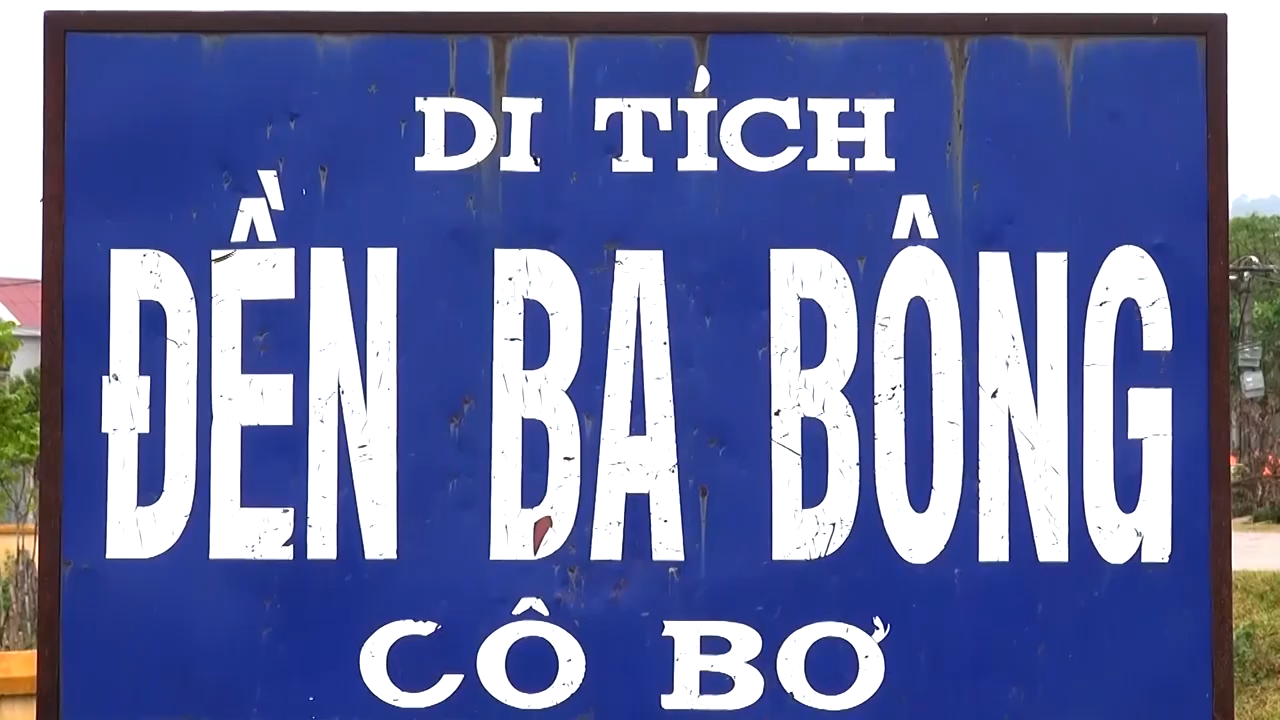 DI TÍCH
ĐỀN BA BÔNG
CÔ BƠ